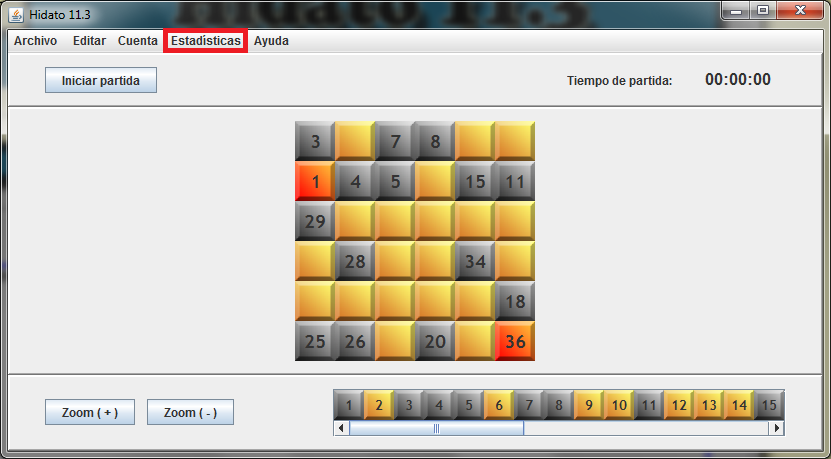 Hidato 11.3
Archivo Editar Cuenta Estadísticas Ayuda
Iniciar partida Tiempo de partida: 00:00:00
3 7 8
1 4 5 15 11
29
28 34
18
25 26 20 36
Zoom ( + ) Zoom ( - ) 1 2 3 4 5 6 7 8 9 10 11 12 13 14 15